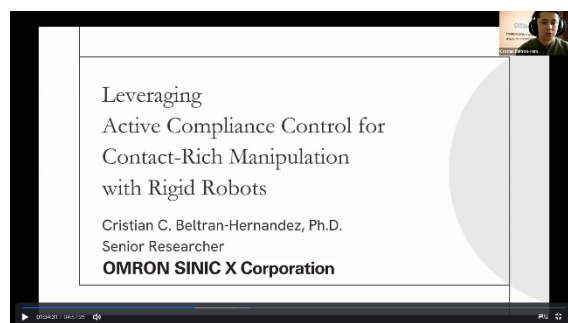 Leveraging
Active Compliance Control for
Contact-Rich Manipulation
with Rigid Robots
Cristian C. Beltran-Hernandez, Ph.D.
Senior Researcher
OMRON SINIC X Corporation